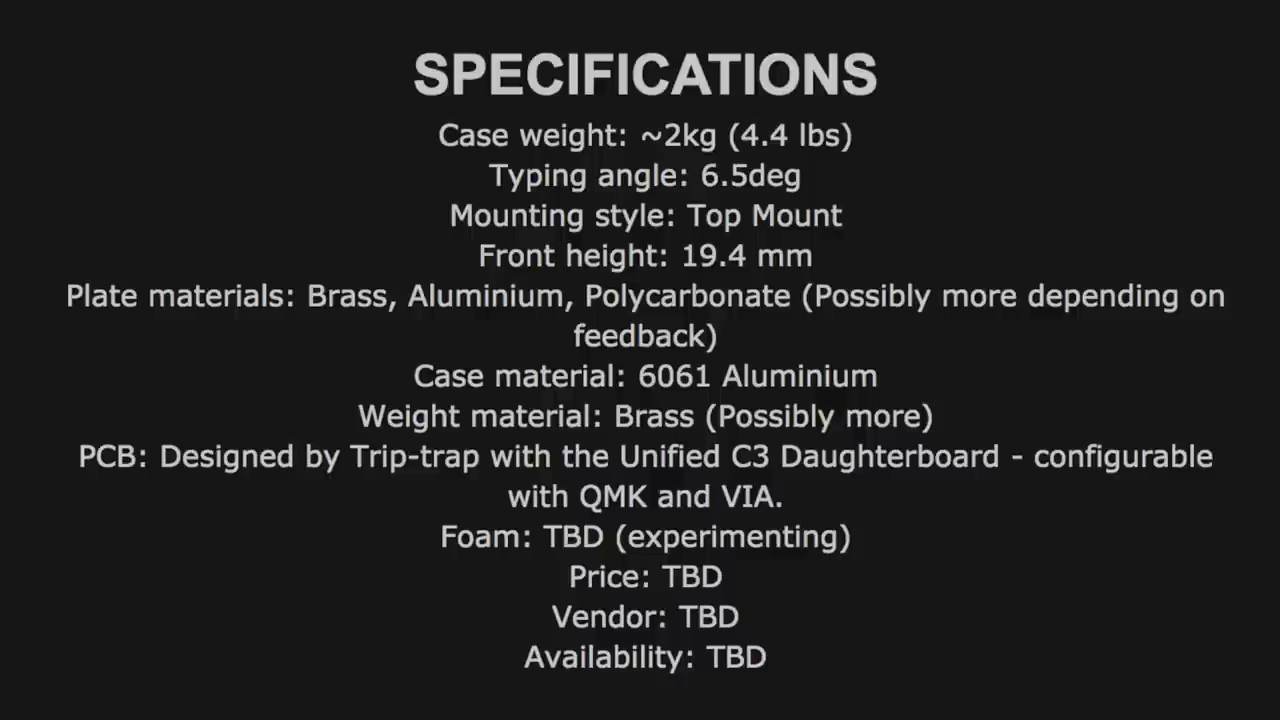 SPECIFICATIONS
Case weight: ~2kg (4.4 lbs)
Typing angle: 6.5deg
Mounting style: Top Mount
Front height: 19.4 mm
Plate materials: Brass, Aluminium, Polycarbonate (Possibly more depending on
feedback)
Case material: 6061 Aluminium
Weight material: Brass (Possibly more)
PCB: Designed by Trip-trap with the Unified C3 Daughterboard - configurable
with QMK and VIA.
Foam: TBD (experimenting)
Price: TBD
Vendor: TBD
Availability: TBD